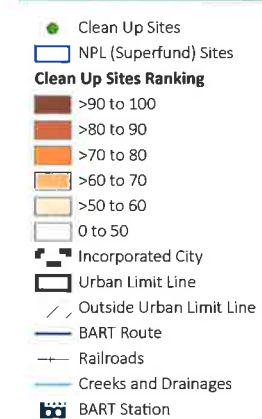 Clean Up Sites
NPL (Superfund) Sites
Clean Up Sites Ranking
>90 to 100
>80 to 90
>70 to 80
>60 to 70
>50 to 60
0 to 50
Incorporated City
Urban Limit Line
Outside Urban Limit Line
BART Route
Railroads
Creeks and Drainages
BART Station